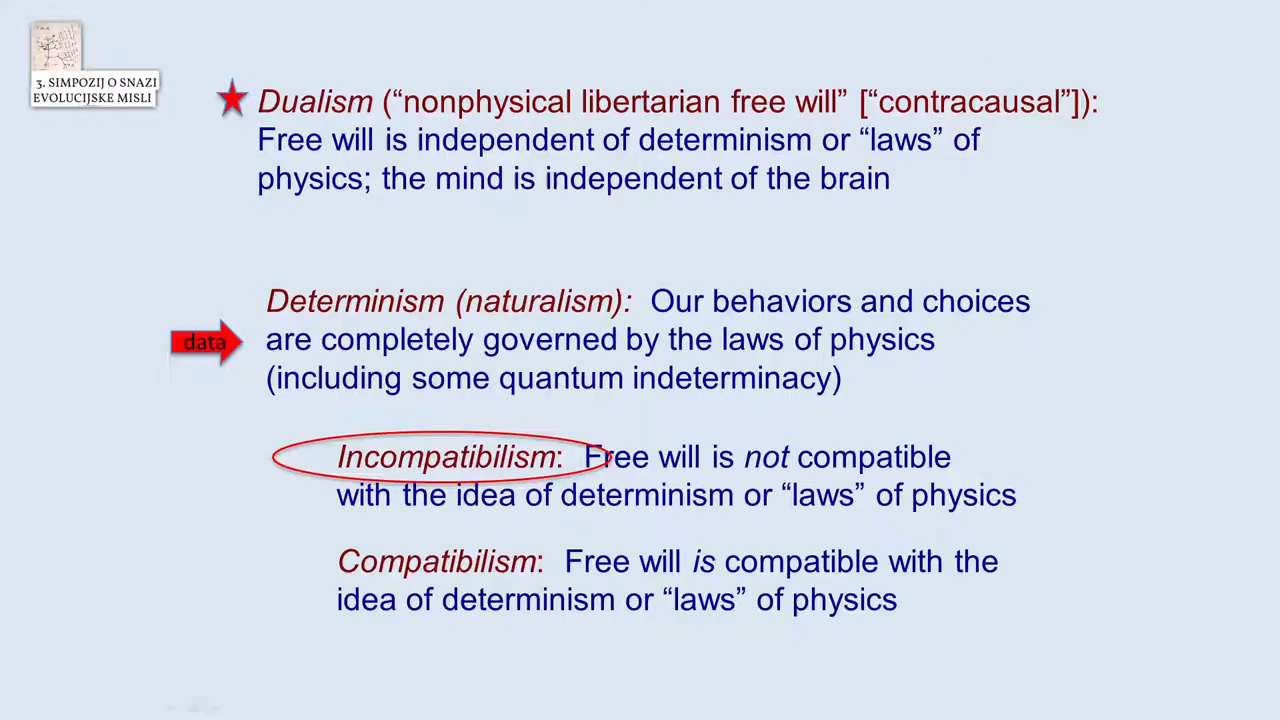 3. SIMPOZIJ O SNAZI
EVOLUCIJSKE MISLI
Dualism (“nonphysical libertarian free will” [“contracausal”]):
Free will is independent of determinism or “laws” of
physics; the mind is independent of the brain
Determinism (naturalism): Our behaviors and choices
data
are completely governed by the laws of physics
(including some quantum indeterminacy)
Incompatibilism: Free will is not compatible
with the idea of determinism or “laws” of physics
Compatibilism: Free will is compatible with the
idea of determinism or “laws” of physics